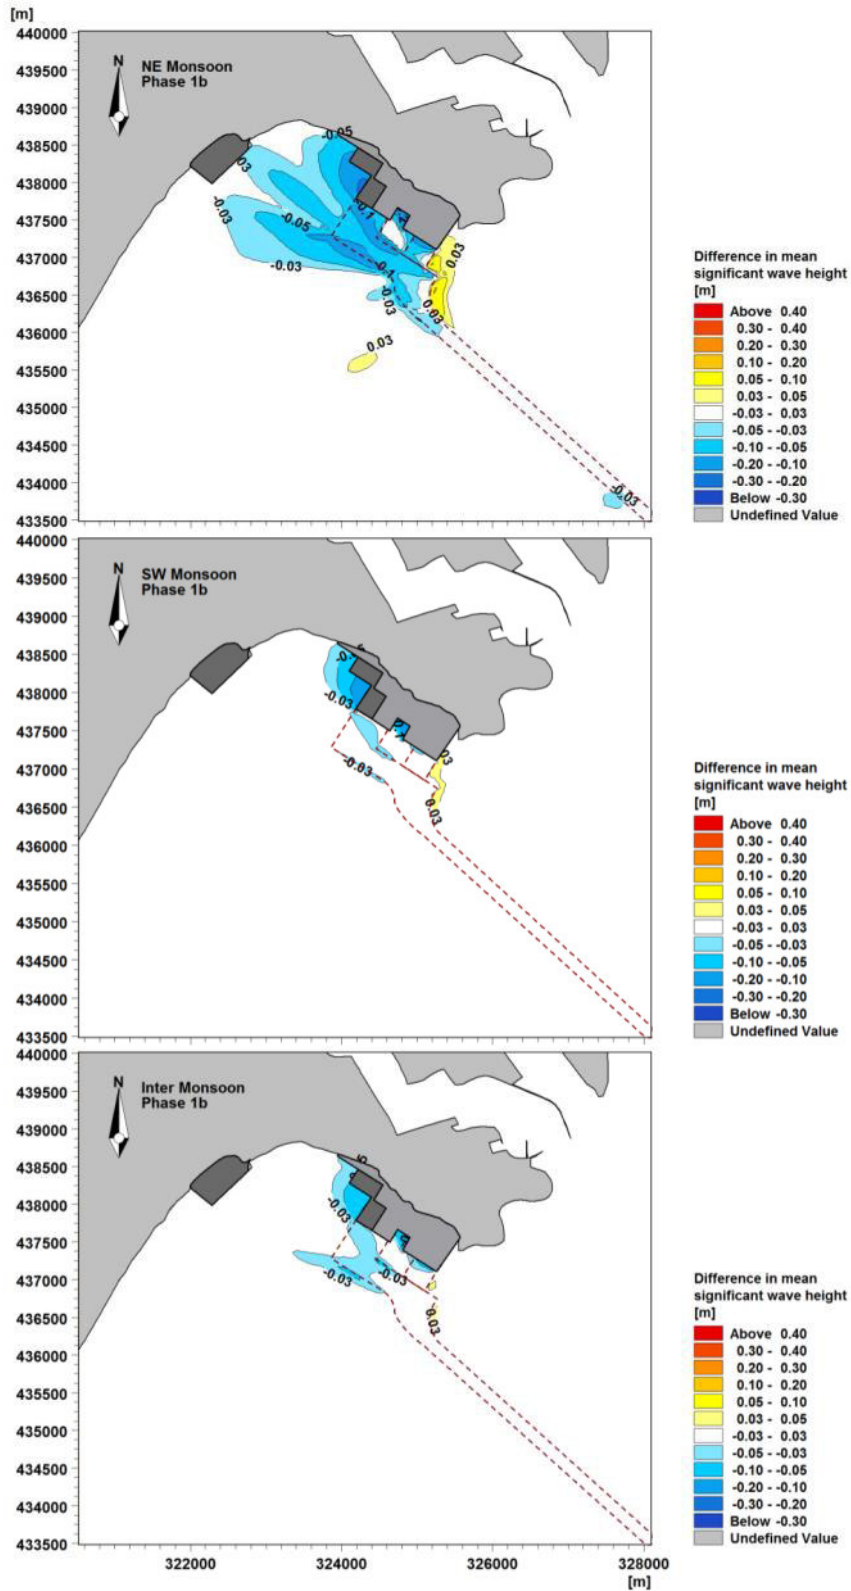 [m]
440000
439500
439000
438500
438000
437500
437000
436500
436000
435500
435000
434500
434000
433500
N
NE Monsoon
Phase 1b
-0.05
03
-0.03
-0.05
-0.03
-0.1
-0.1
-0.03
0.03
0.03
0.03
-0.03
Difference in mean
significant wave height
[m]
Above 0.40
0.30 - 0.40
0.20 - 0.30
0.10 - 0.20
0.05 - 0.10
0.03 - 0.05
-0.03 - 0.03
-0.05 - -0.03
-0.10 - -0.05
-0.20 - -0.10
-0.30 - -0.20
Below -0.30
Undefined Value
440000
439500
439000
438500
438000
437500
437000
436500
436000
435500
435000
434500
434000
433500
N
SW Monsoon
Phase 1b
-0.03
-0.03
03
0.03
Difference in mean
significant wave height
[m]
Above 0.40
0.30 - 0.40
0.20 - 0.30
0.10 - 0.20
0.05 - 0.10
0.03 - 0.05
-0.03 - 0.03
-0.05 - -0.03
-0.10 - -0.05
-0.20 - -0.10
-0.30 - -0.20
Below -0.30
Undefined Value
440000
439500
439000
438500
438000
437500
437000
436500
436000
435500
435000
434500
434000
433500
N
Inter Monsoon
Phase 1b
-0.03
-0.03
-0.03
0.03
Difference in mean
significant wave height
[m]
Above 0.40
0.30 - 0.40
0.20 - 0.30
0.10 - 0.20
0.05 - 0.10
0.03 - 0.05
-0.03 - 0.03
-0.05 - -0.03
-0.10 - -0.05
-0.20 - -0.10
-0.30 - -0.20
Below -0.30
Undefined Value
322000
324000
326000
328000
[m]